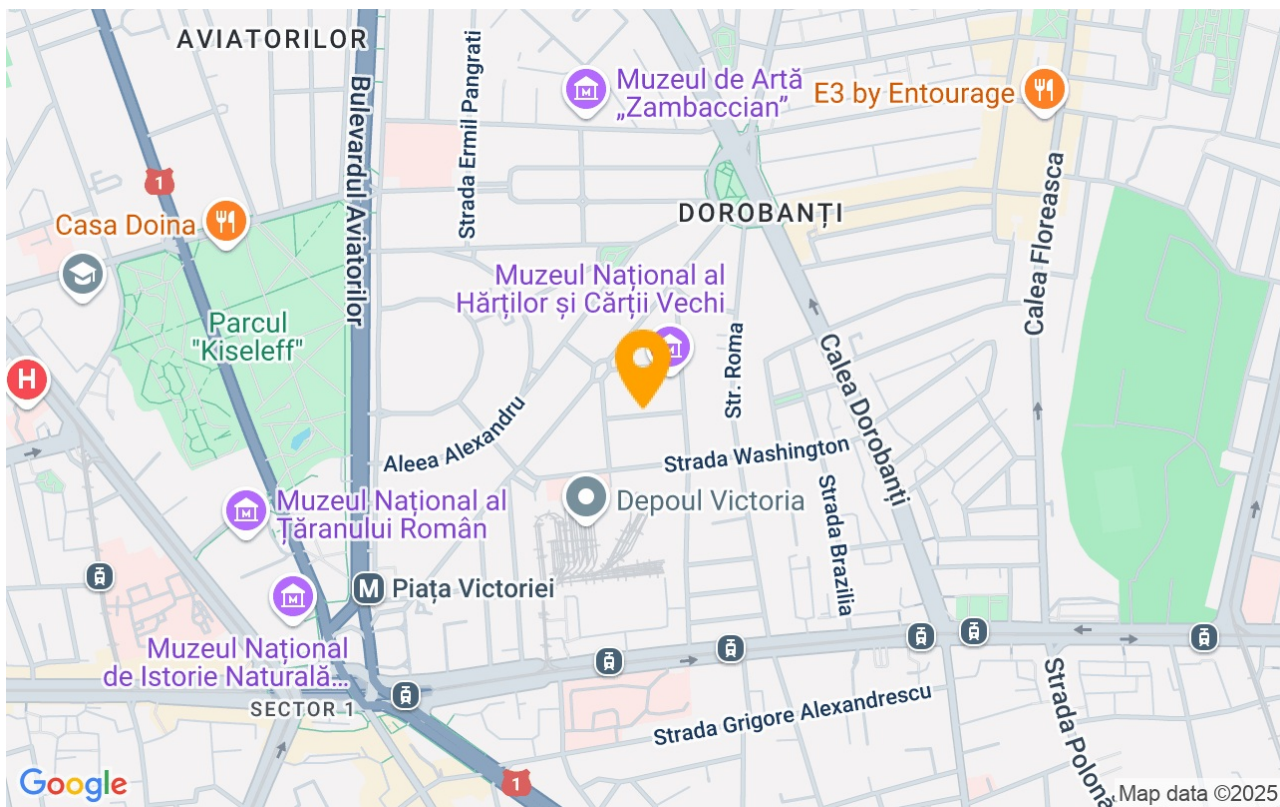 AVIATORILOR
Strada Ermil Pangrati
Bulevardul Aviatorilor
Muzeul de Artă
„Zambaccian”
E3 by Entourage
1
Casa Doina
DOROBANȚI
Calea Floreasca
Muzeul Național al
Hărților și Cărții Vechi
Parcul
"Kiseleff"
Str. Roma
Calea Dorobanți
H
Aleea Alexandru
Strada Washington
Muzeul Național al
Țăranului Român
Depoul Victoria
Strada Brazilia
M Piața Victoriei
Muzeul Național
de Istorie Naturală...
SECTOR 1
Strada Grigore Alexandrescu
Strada Polon
1
Google
Map data ©2025